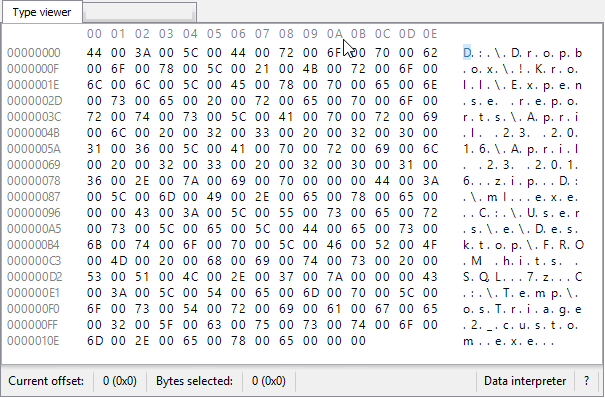 Type viewer
00 01 02 03 04 05 06 07 08 09 0A 0B 0C 0D 0E
00000000 44 00 3A 00 5C 00 44 00 72 00 6F 00 70 00 62 D.:.\.D.r.o.p.b
0000000F 00 6F 00 78 00 5C 00 21 00 4B 00 72 00 6F 00 .o.x.\.!.K.r.o.
0000001E 6C 00 6C 00 5C 00 45 00 78 00 70 00 65 00 6E l.l.\.E.x.p.e.n
0000002D 00 73 00 65 00 20 00 72 00 65 00 70 00 6F 00 .s.e. .r.e.p.o.
0000003C 72 00 74 00 73 00 5C 00 41 00 70 00 72 00 69 r.t.s.\.A.p.r.i
0000004B 00 6C 00 20 00 32 00 33 00 20 00 32 00 30 00 .l. .2.3. .2.0.
0000005A 31 00 36 00 5C 00 41 00 70 00 72 00 69 00 6C 1.6.\.A.p.r.i.l
00000069 00 20 00 32 00 33 00 20 00 32 00 30 00 31 00 . .2.3. .2.0.1.
00000078 36 00 2E 00 7A 00 69 00 70 00 00 00 44 00 3A 6...z.i.p...D.:
00000087 00 5C 00 6D 00 49 00 2E 00 65 00 78 00 65 00 .\.m.I...e.x.e.
00000096 00 00 43 00 3A 00 5C 00 55 00 73 00 65 00 72 ..C.:.\.U.s.e.r
000000A5 00 73 00 5C 00 65 00 5C 00 44 00 65 00 73 00 .s.\.e.\.D.e.s.
000000B4 6B 00 74 00 6F 00 70 00 5C 00 46 00 52 00 4F k.t.o.p.\.F.R.O
000000C3 00 4D 00 20 00 68 00 69 00 74 00 73 00 20 00 .M. .h.i.t.s. .
000000D2 53 00 51 00 4C 00 2E 00 37 00 7A 00 00 00 43 S.Q.L...7.z...C
000000E1 00 3A 00 5C 00 54 00 65 00 6D 00 70 00 5C 00 .:.\.T.e.m.p.\.
000000F0 6F 00 73 00 54 00 72 00 69 00 61 00 67 00 65 o.s.T.r.i.a.g.e
000000FF 00 32 00 5F 00 63 00 75 00 73 00 74 00 6F 00 .2._.c.u.s.t.o.
0000010E 6D 00 2E 00 65 00 78 00 65 00 00 00 m...e.x.e...
Current offset: 0 (0x0) Bytes selected: 0 (0x0) Data interpreter ?